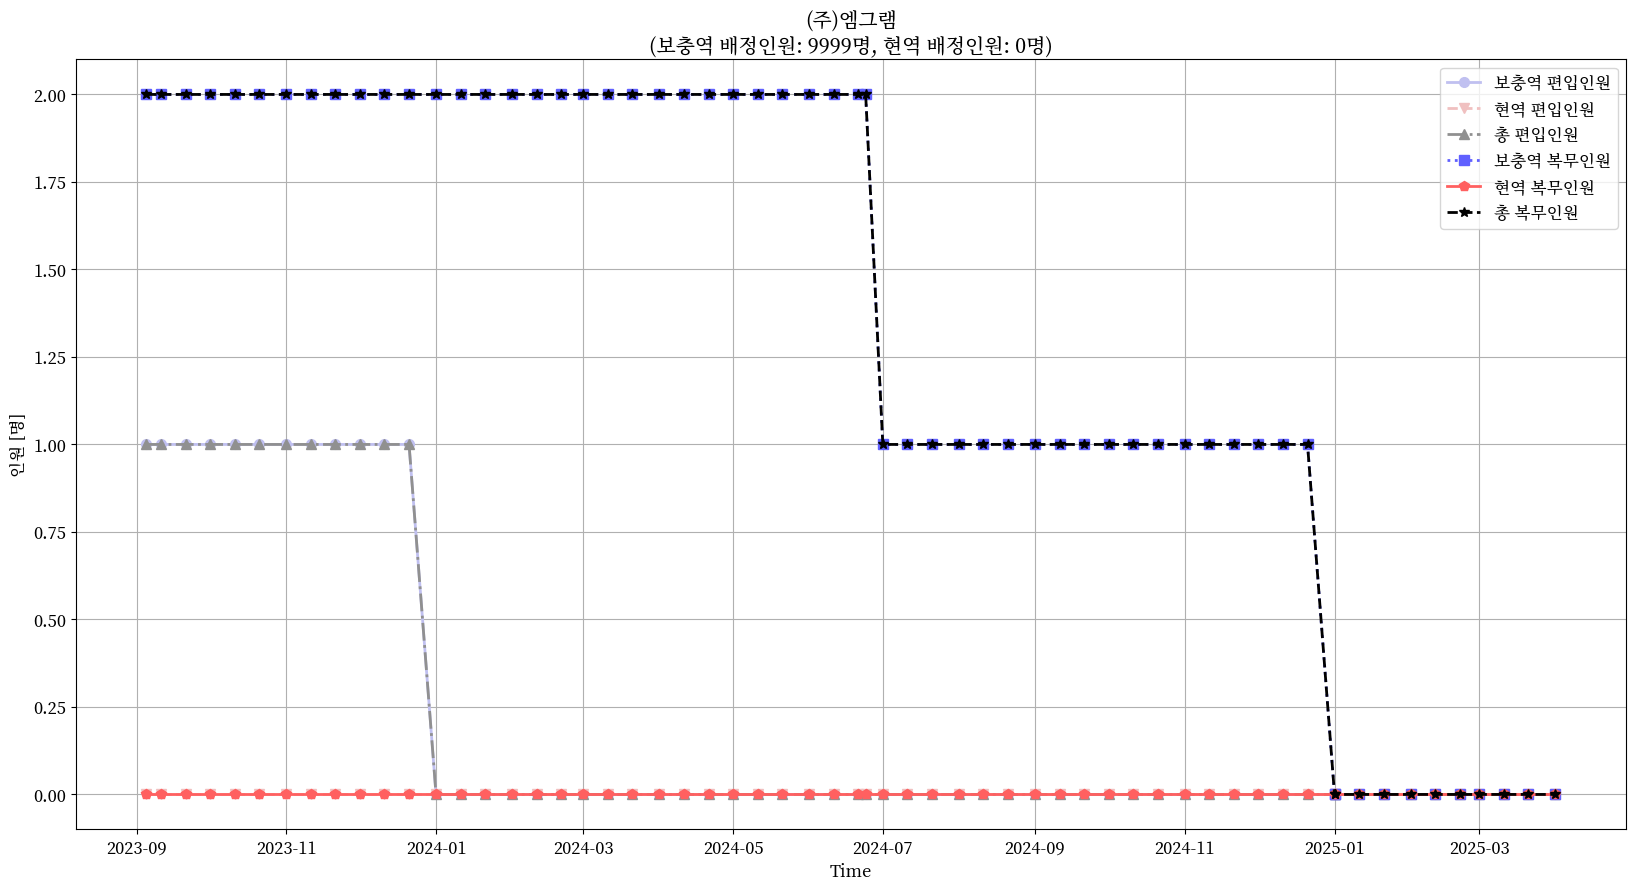 (주)엠그램
(보충역 배정인원: 9999명, 현역 배정인원: 0명)
보충역 편입인원
현역 편입인원
총 편입인원
보충역 복무인원
현역 복무인원
총 복무인원
2.00
1.75
1.50
1.25
1.00
0.75
0.50
0.25
0.00
인원 [명]
2023-09
2023-11
2024-01
2024-03
2024-05
2024-07
2024-09
2024-11
2025-01
2025-03
Time